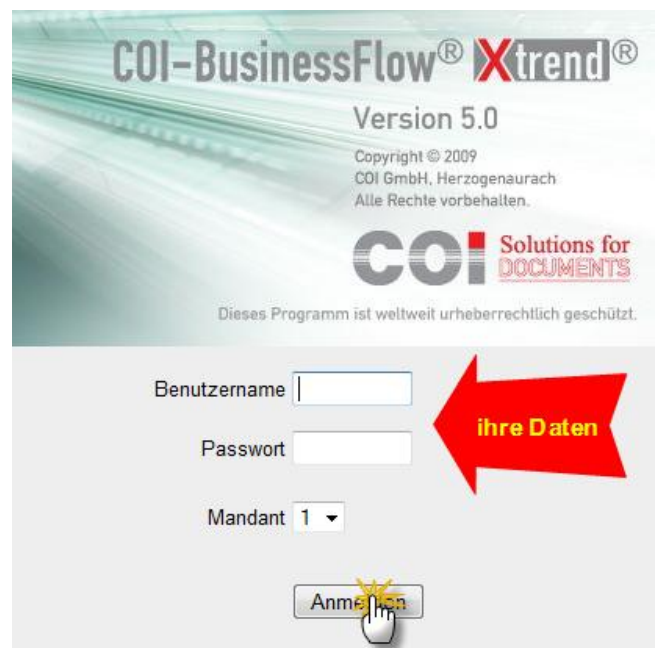 COI-BusinessFlow® Xtrend®
Version 5.0
Copyright © 2009
COI GmbH, Herzogenaurach
Alle Rechte vorbehalten.
COI Solutions for
DOCUMENTS
Dieses Programm ist weltweit urheberrechtlich geschützt.
Benutzername
ihre Daten
Passwort
Mandant 1